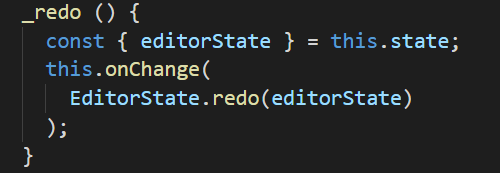 _redo () {
const { editorState } = this.state;
this.onChange(
EditorState.redo(editorState)
);
}